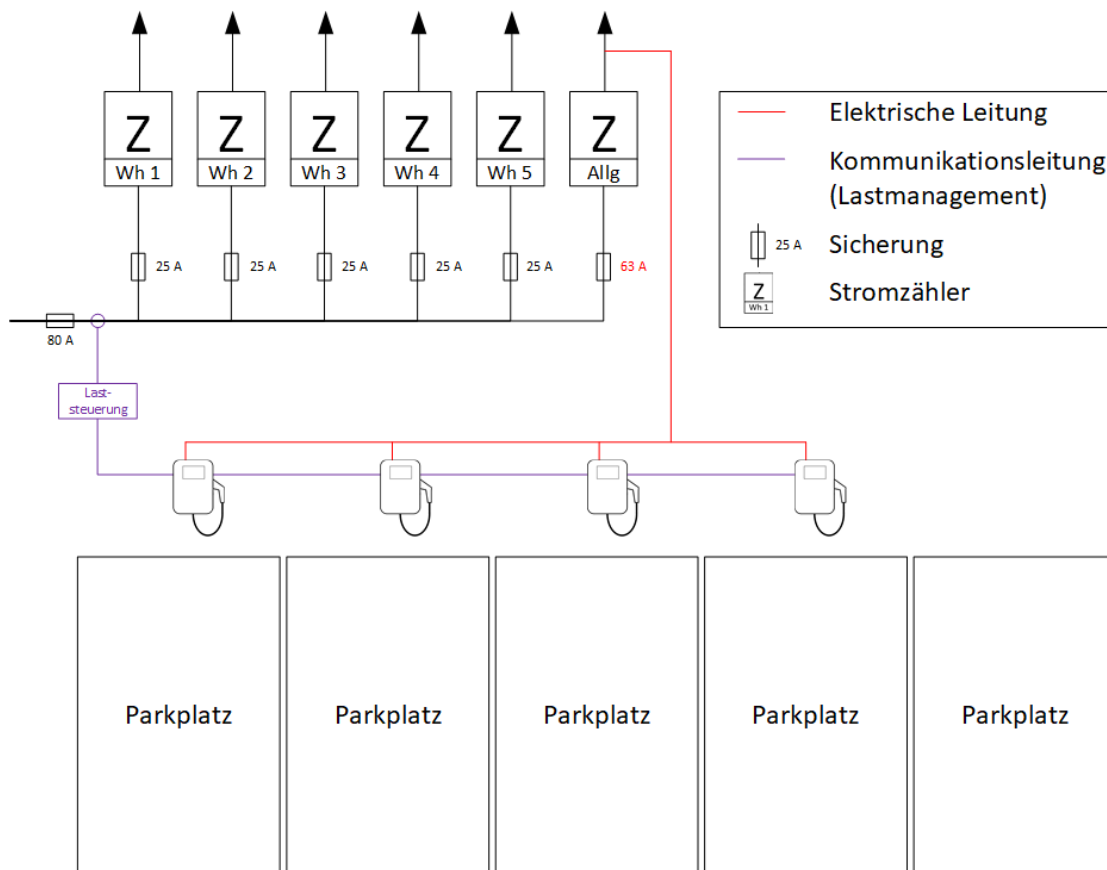 Z
Wh 1
Z
Wh 2
Z
Wh 3
Z
Wh 4
Z
Wh 5
Z
Allg
25 A
25 A
25 A
25 A
25 A
63 A
80 A
Last-
steuerung
Elektrische Leitung
Kommunikationsleitung
(Lastmanagement)
25 A
Sicherung
Z
Wh 1
Stromzähler
Parkplatz
Parkplatz
Parkplatz
Parkplatz
Parkplatz